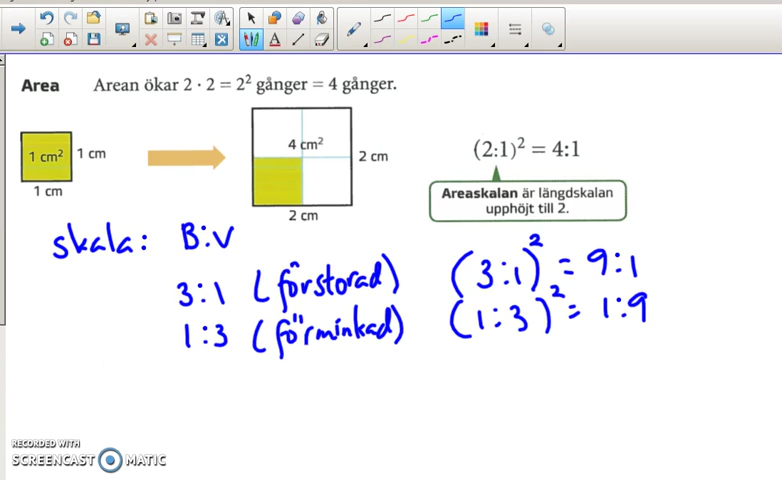 Area Arean ökar 2 · 2 = 2² gånger = 4 gånger.
1 cm² 1 cm
1 cm
4 cm²
2 cm
2 cm
(2:1)² = 4:1
Areaskalan är längdskalan
upphöjt till 2.
skala: B:V
3:1 (förstorad) (3:1)² = 9:1
1:3 (förminkad) (1:3)² = 1:9
RECORDED WITH
SCREENCAST MATIC